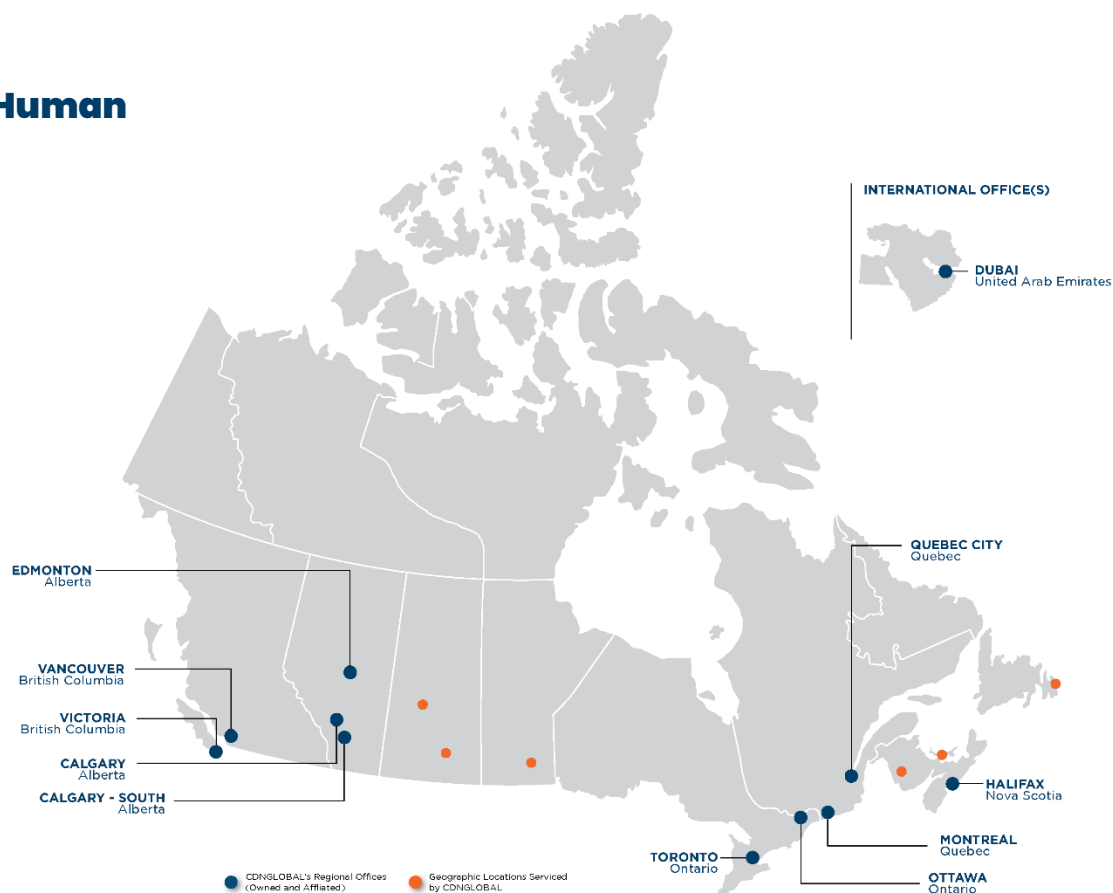 Human
INTERNATIONAL OFFICE(S)
DUBAI
United Arab Emirates
QUEBEC CITY
Quebec
EDMONTON
Alberta
VANCOUVER
British Columbia
VICTORIA
British Columbia
CALGARY
Alberta
CALGARY - SOUTH
Alberta
HALIFAX
Nova Scotia
MONTREAL
Quebec
TORONTO
Ontario
OTTAWA
Ontario
CDNGLOBAL's Regional Offices
(Owned and Affliated)
Geographic Locations Serviced
by CDNGLOBAL